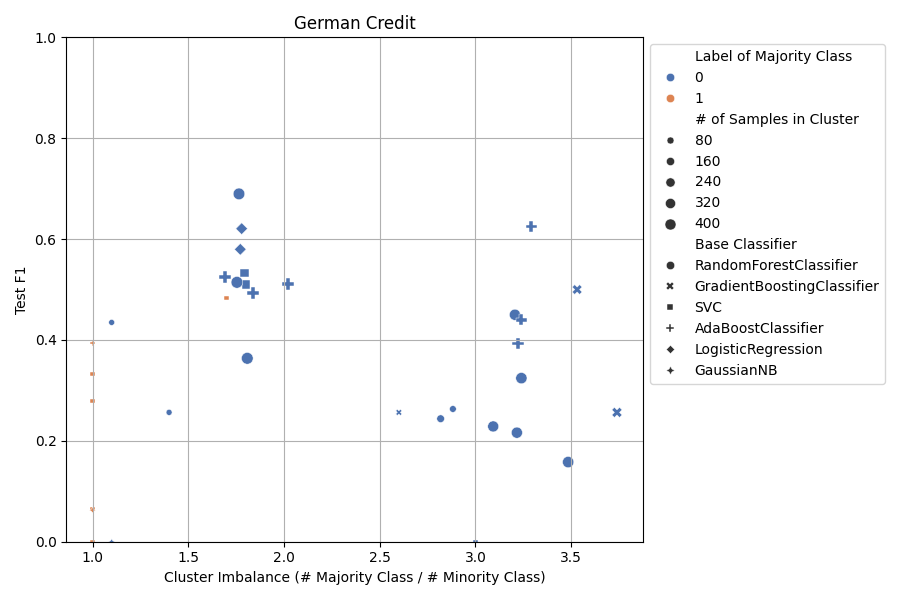 German Credit
Test F1
1.0
0.8
0.6
0.4
0.2
0.0
1.0 1.5 2.0 2.5 3.0 3.5
Cluster Imbalance (# Majority Class / # Minority Class)
Label of Majority Class
0
1
# of Samples in Cluster
80
160
240
320
400
Base Classifier
RandomForestClassifier
GradientBoostingClassifier
SVC
AdaBoostClassifier
LogisticRegression
GaussianNB